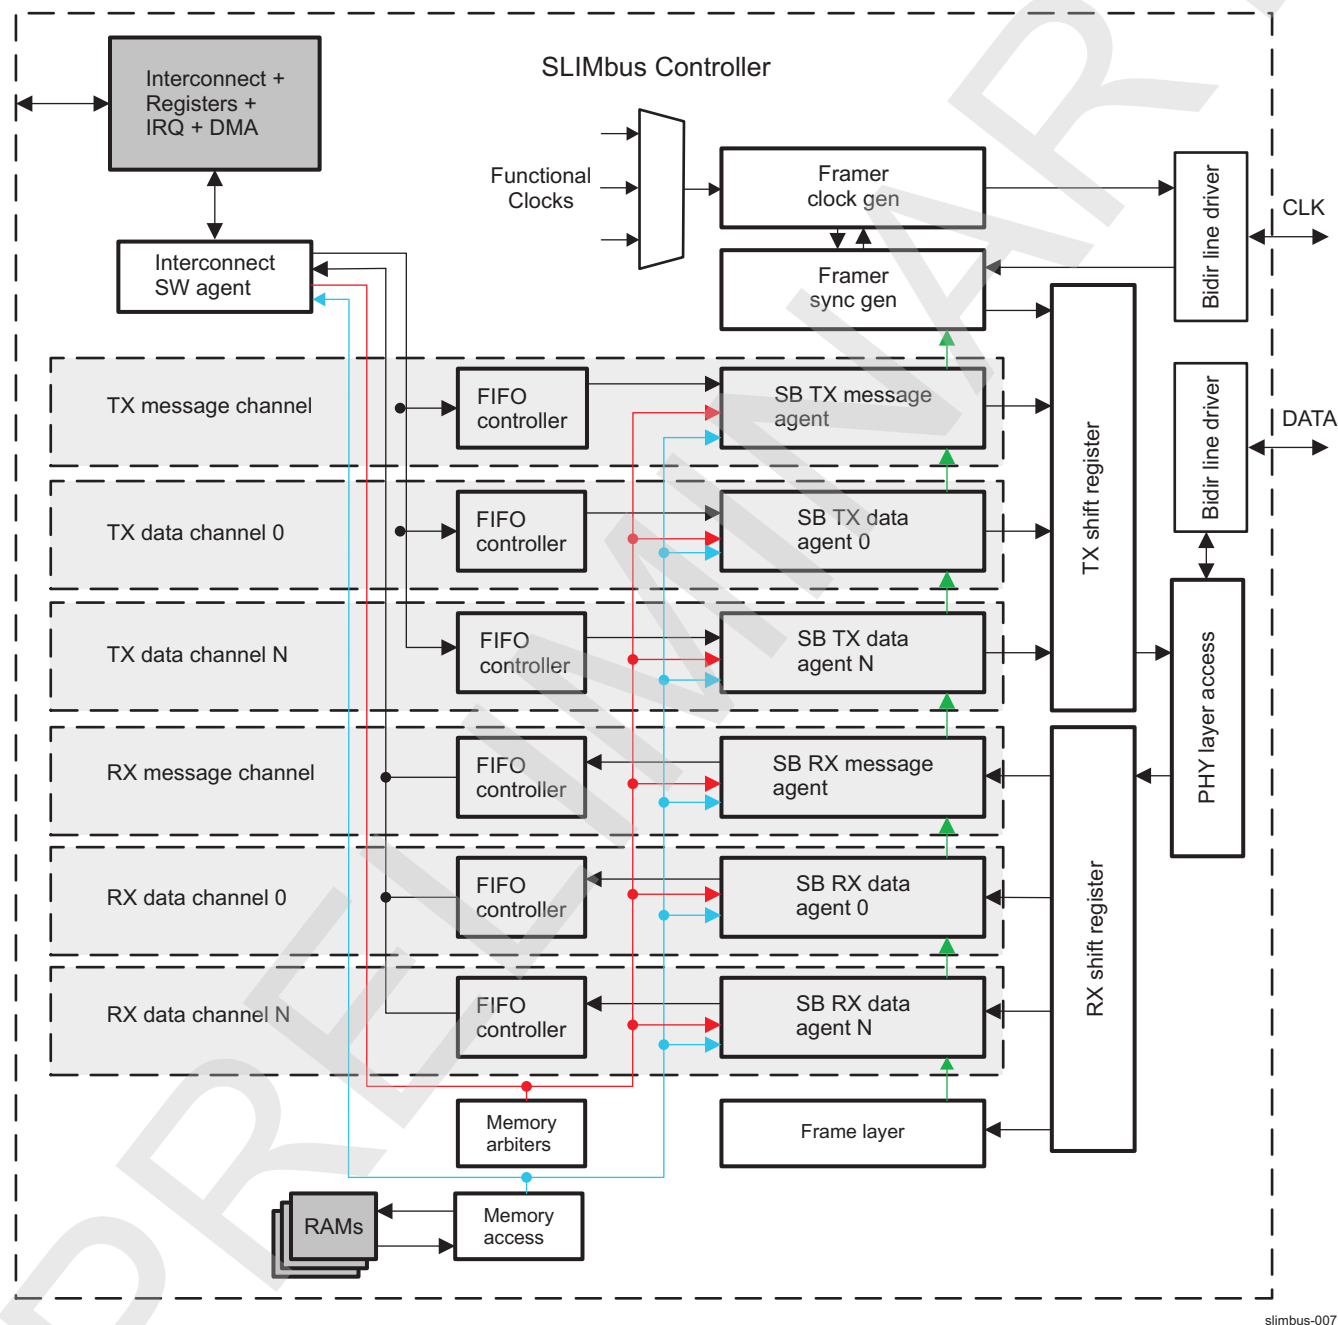 SLIMbus Controller
Interconnect +
Registers +
IRQ + DMA
Functional
Clocks
Framer
clock gen
Bidir line driver
CLK
Interconnect
SW agent
Framer
sync gen
TX message channel
FIFO
controller
SB TX message
agent
TX shift register
Bidir line driver
DATA
TX data channel 0
FIFO
controller
SB TX data
agent 0
TX data channel N
FIFO
controller
SB TX data
agent N
PHY layer access
RX message channel
FIFO
controller
SB RX message
agent
RX shift register
RX data channel 0
FIFO
controller
SB RX data
agent 0
RX data channel N
FIFO
controller
SB RX data
agent N
Memory
arbiters
Frame layer
RAMs
Memory
access
PRELIMINARY
slimbus-007